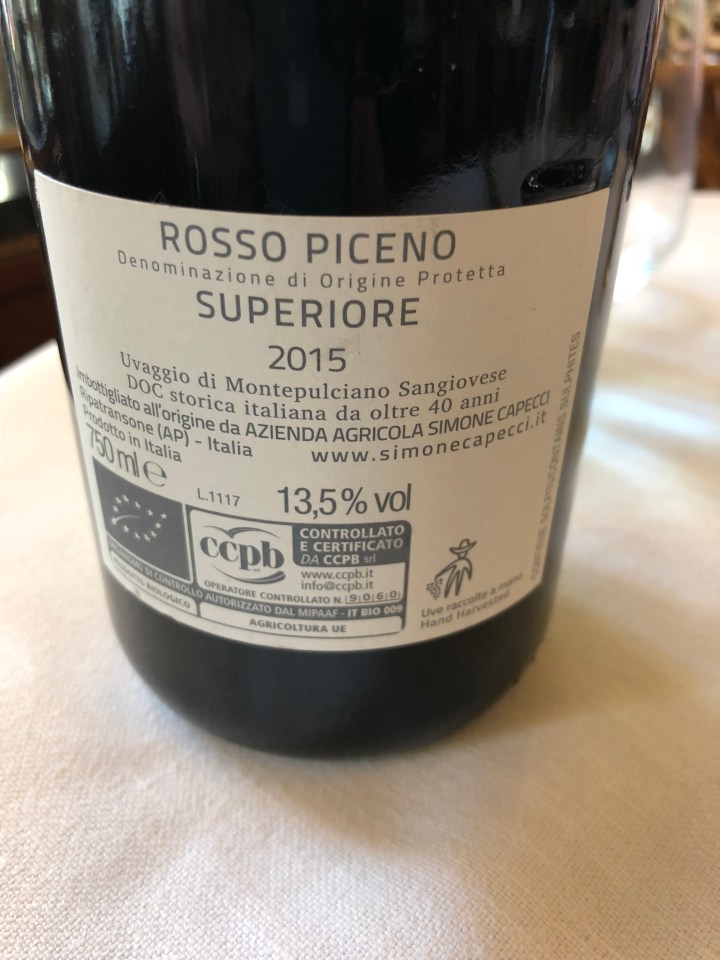 ROSSO PICENO
Denominazione di Origine Protetta
SUPERIORE
2015
Uvaggio di Montepulciano Sangiovese
DOC storica italiana da oltre 40 anni
Imbottigliato all'origine da AZIENDA AGRICOLA SIMONE CAPECCI
Ripatransone (AP) - Italia
www.simonecapecci.it
Prodotto in Italia
750 ml e
L.1117
13,5% vol
ccpb
CONTROLLATO
E CERTIFICATO
DA CCPB srl
www.ccpb.it
info@ccpb.it
OPERATORE CONTROLLATO N. 9060
ORGANISMO DI CONTROLLO AUTORIZZATO DAL MIPAAF - IT BIO 009
BIOLOGICO
AGRICOLTURA UE
Uve raccolte a mano
Hand Harvested
CONTIENE SOLFITI/CONTAINS SULPHITES